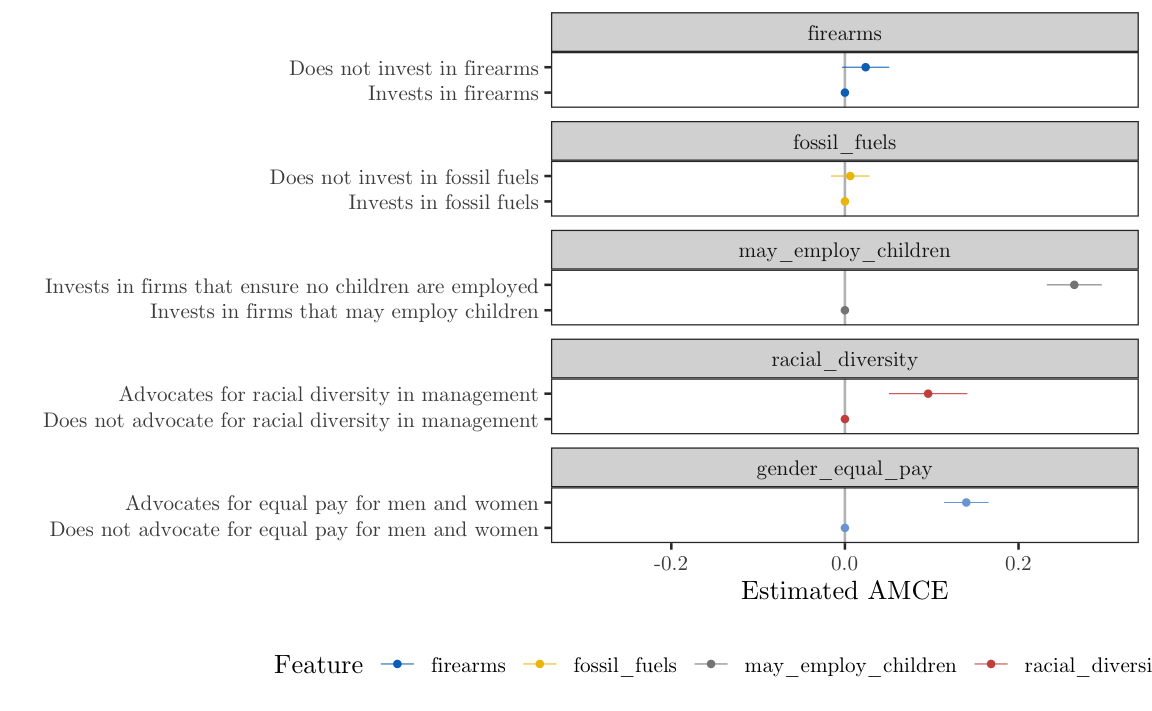 firearms
Does not invest in firearms
Invests in firearms
fossil_fuels
Does not invest in fossil fuels
Invests in fossil fuels
may_employ_children
Invests in firms that ensure no children are employed
Invests in firms that may employ children
racial_diversity
Advocates for racial diversity in management
Does not advocate for racial diversity in management
gender_equal_pay
Advocates for equal pay for men and women
Does not advocate for equal pay for men and women
-0.2 0.0 0.2
Estimated AMCE
Feature firearms fossil_fuels may_employ_children racial_diversi